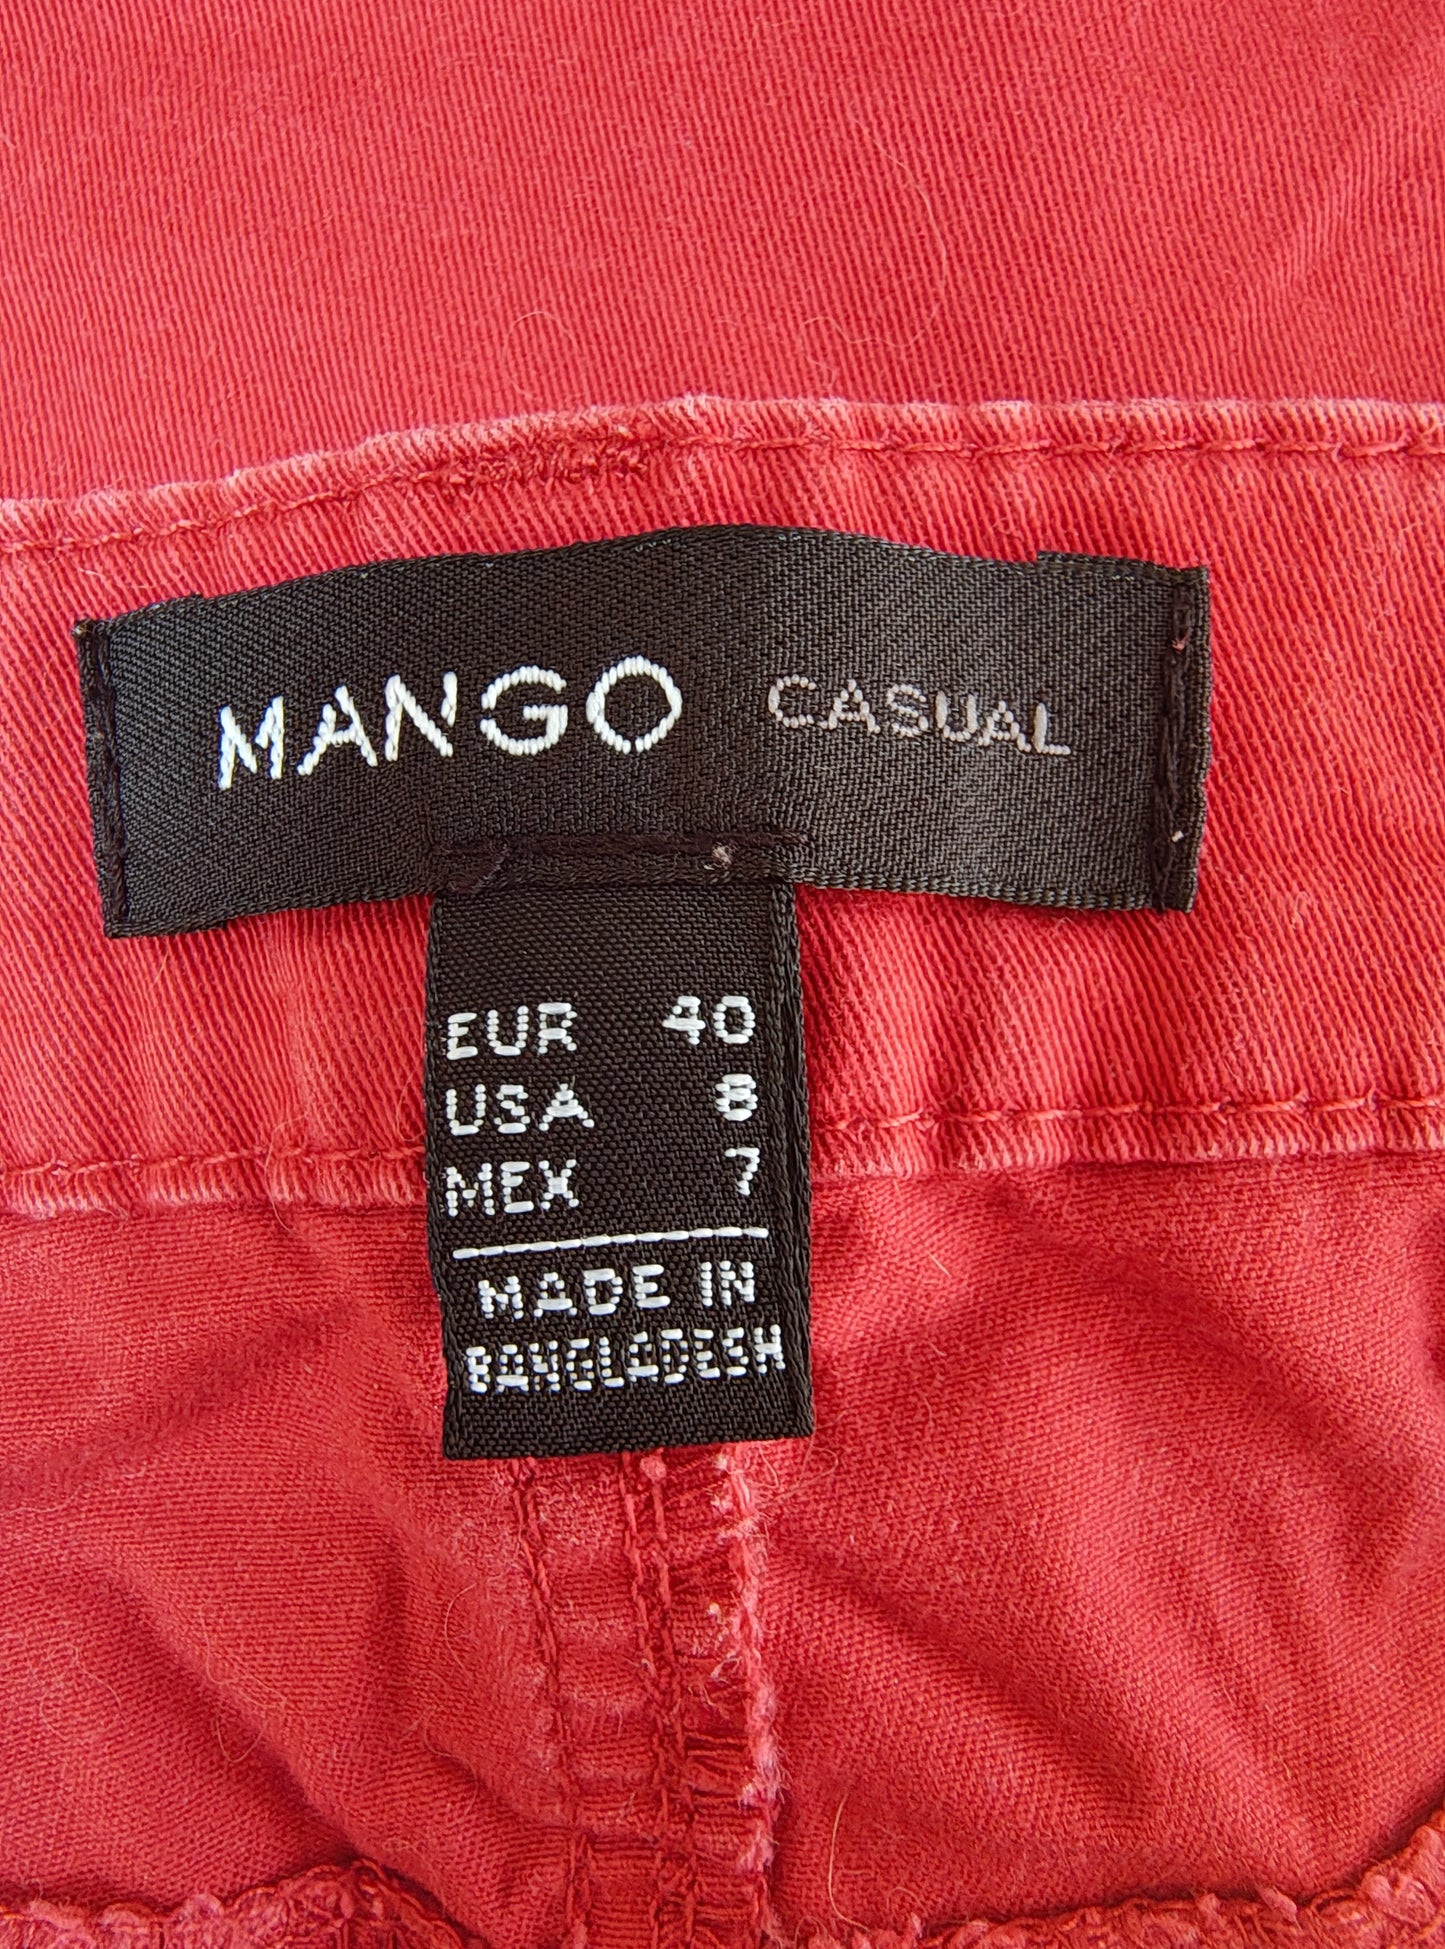 MANGO CASUAL
EUR 40
USA 8
MEX 7
MADE IN
BANGLADESH